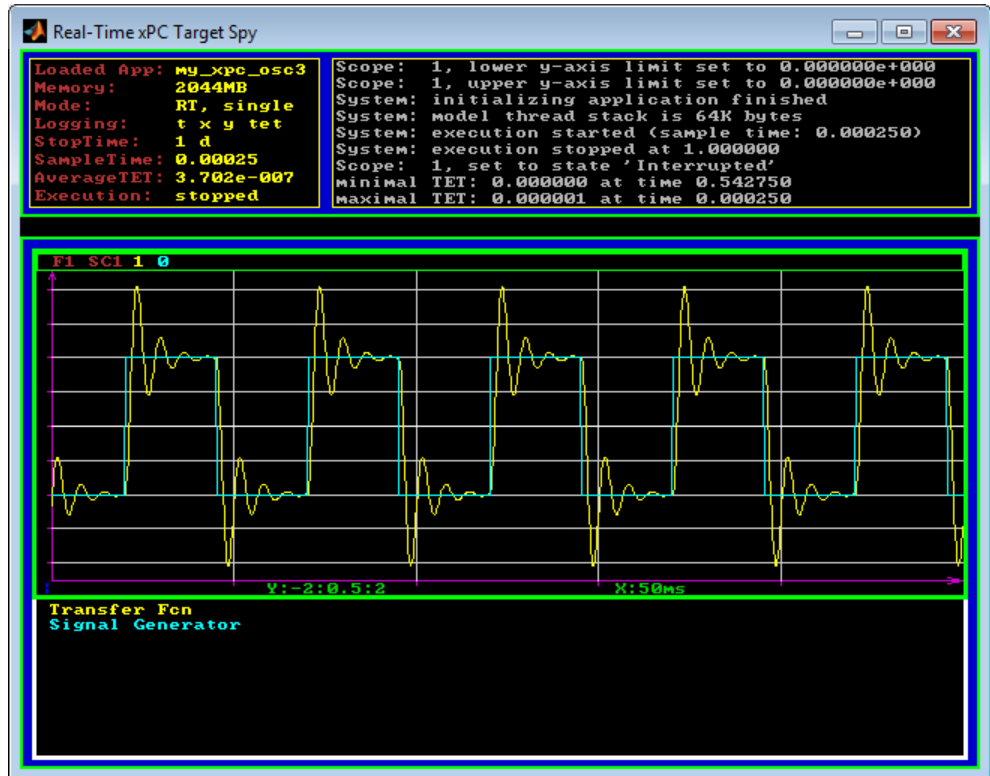 Real-Time xPC Target Spy
Loaded App: my_xpc_osc3
Memory: 2044MB
Mode: RT, single
Logging: t x y tet
StopTime: 1 d
SampleTime: 0.00025
AverageTET: 3.702e-007
Execution: stopped
Scope: 1, lower y-axis limit set to 0.000000e+000
Scope: 1, upper y-axis limit set to 0.000000e+000
System: initializing application finished
System: model thread stack is 64K bytes
System: execution started (sample time: 0.000250)
System: execution stopped at 1.000000
Scope: 1, set to state 'Interrupted'
minimal TET: 0.000000 at time 0.542750
maximal TET: 0.000001 at time 0.000250
F1 SC1 1 0
Y:-2:0.5:2 X:50ms
Transfer Fcn
Signal Generator